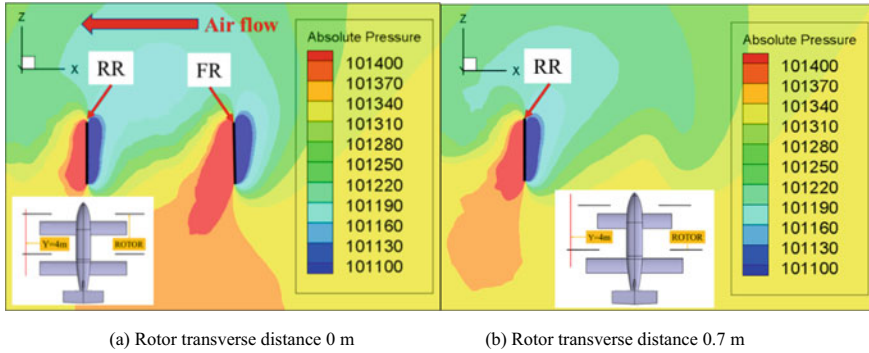 Z
X
Air flow
RR
FR
Absolute Pressure
101400
101370
101340
101310
101280
101250
101220
101190
101160
101130
101100
Y=4m
ROTOR
(a) Rotor transverse distance 0 m
Z
X
RR
Absolute Pressure
101400
101370
101340
101310
101280
101250
101220
101190
101160
101130
101100
Y=4m
ROTOR
(b) Rotor transverse distance 0.7 m